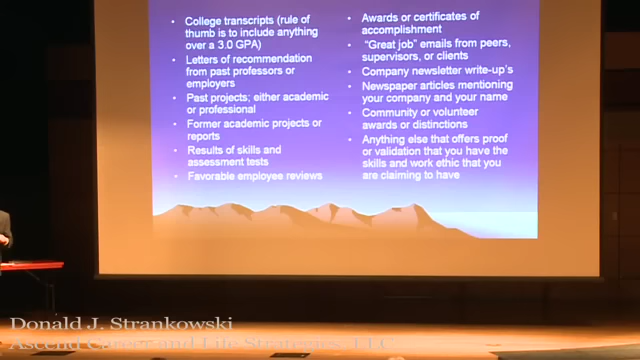 • College transcripts (rule of
thumb is to include anything
over a 3.0 GPA)
• Letters of recommendation
from past professors or
employers
• Past projects; either academic
or professional
• Former academic projects or
reports
• Results of skills and
assessment tests
• Favorable employee reviews
• Awards or certificates of
accomplishment
• "Great job" emails from peers,
supervisors, or clients
• Company newsletter write-up's
• Newspaper articles mentioning
your company and your name
• Community or volunteer
awards or distinctions
• Anything else that offers proof
or validation that you have the
skills and work ethic that you
are claiming to have
Donald J. Strankowski
Ascend Career and Life Strategies, LLC